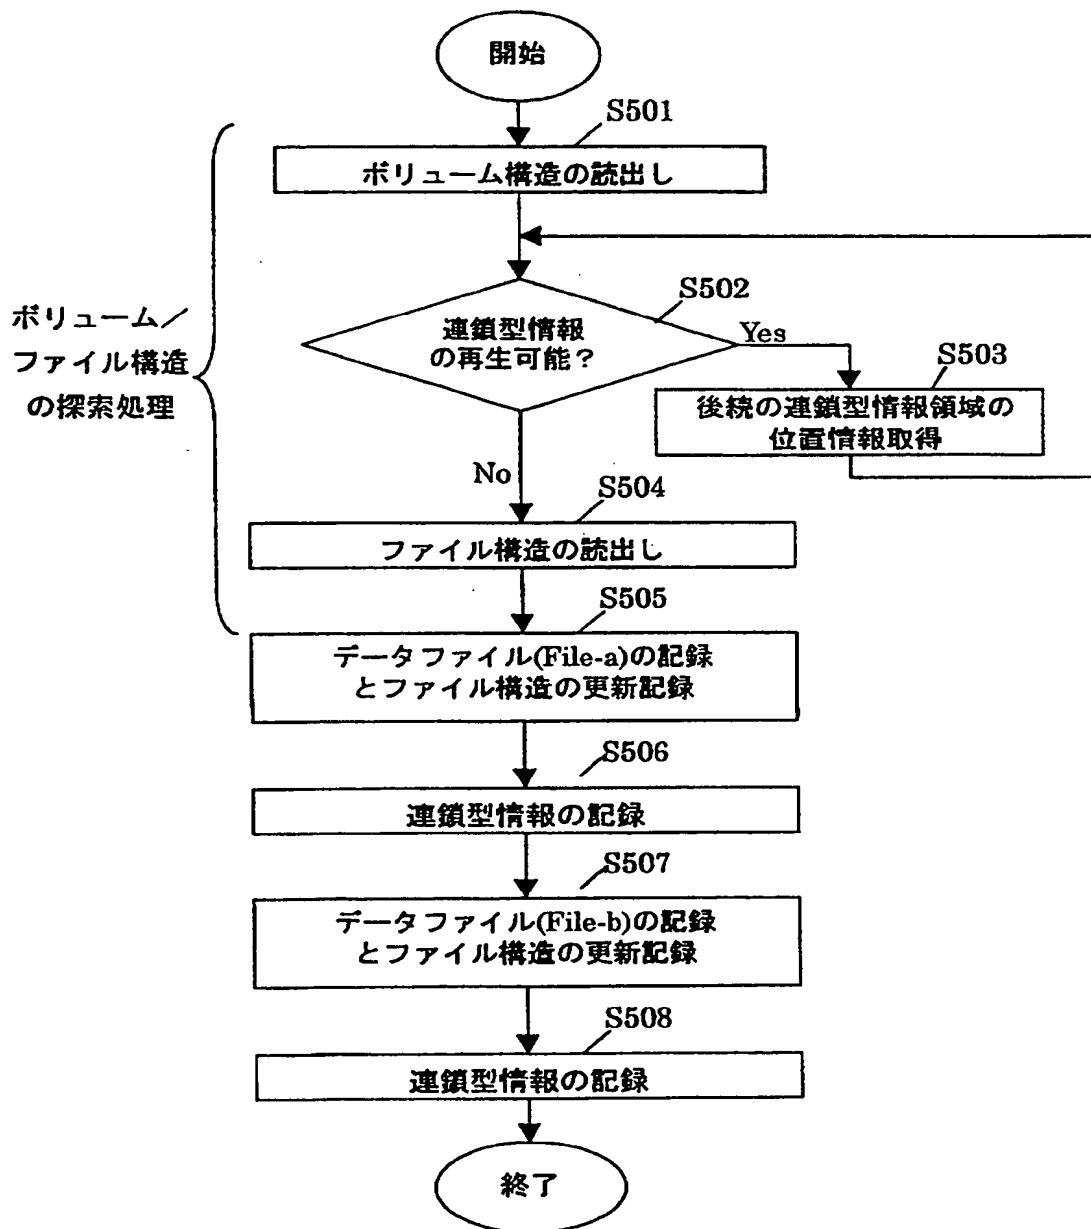 開始
S501
ボリューム構造の読出し
ボリューム/
ファイル構造
の探索処理
S502
連鎖型情報
の再生可能?
Yes
S503
後続の連鎖型情報領域の
位置情報取得
No
S504
ファイル構造の読出し
S505
データファイル(File-a)の記録
とファイル構造の更新記録
S506
連鎖型情報の記録
S507
データファイル(File-b)の記録
とファイル構造の更新記録
S508
連鎖型情報の記録
終了